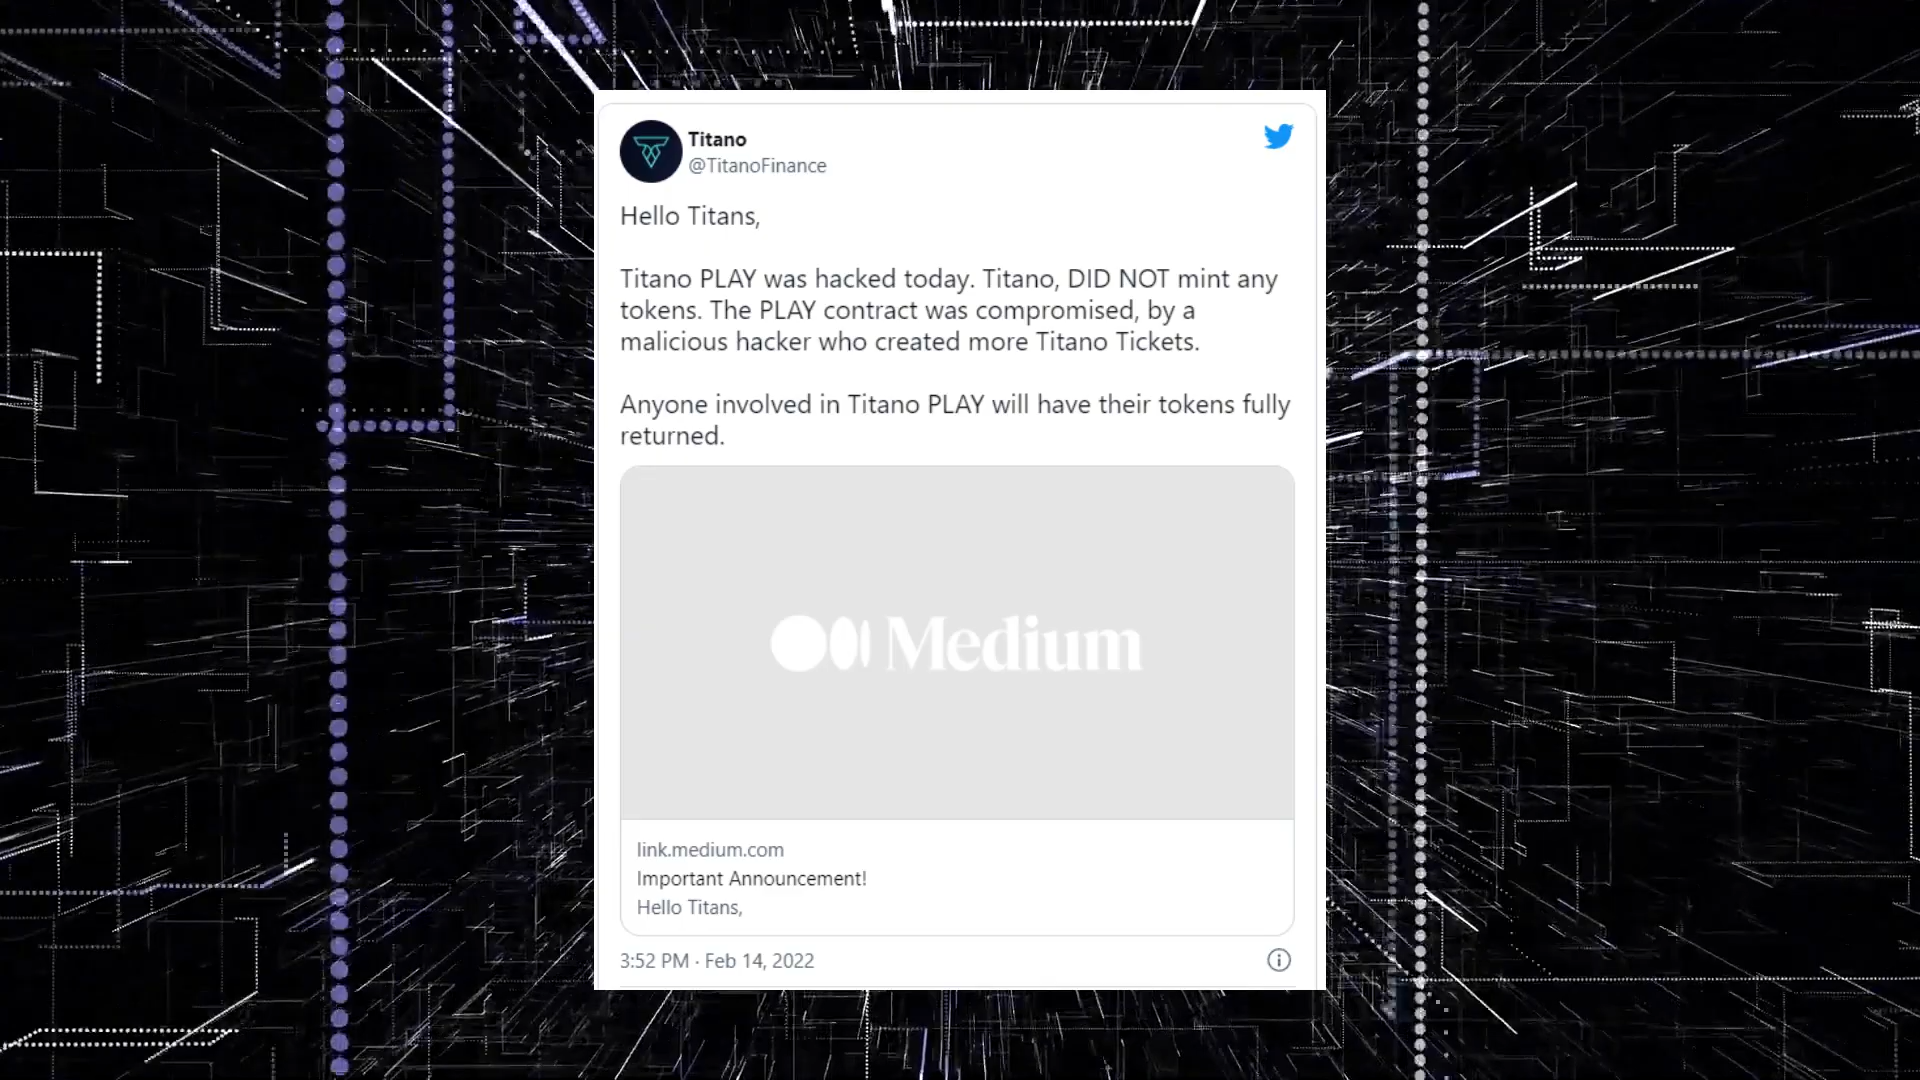 Titano
@TitanoFinance
Hello Titans,
Titano PLAY was hacked today. Titano, DID NOT mint any
tokens. The PLAY contract was compromised, by a
malicious hacker who created more Titano Tickets.
Anyone involved in Titano PLAY will have their tokens fully
returned.
Medium
link.medium.com
Important Announcement!
Hello Titans,
3:52 PM · Feb 14, 2022